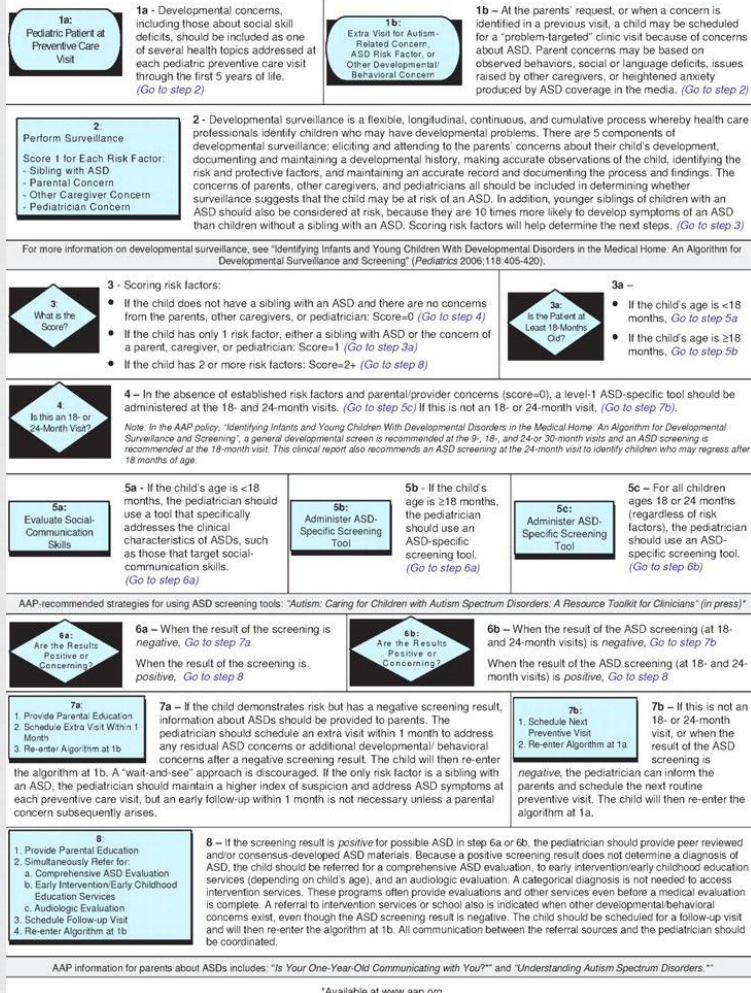 1a:
Pediatric Patient at
Preventive Care
Visit
1a - Developmental concerns,
including those about social skill
deficits, should be included as one
of several health topics addressed at
each pediatric preventive care visit
through the first 5 years of life.
(Go to step 2)
1b:
Extra Visit for Autism-
Related Concern,
ASD Risk Factor, or
Other Developmental/
Behavioral Concern
1b – At the parents' request, or when a concern is
identified in a previous visit, a child may be scheduled
for a "problem-targeted" clinic visit because of concerns
about ASD. Parent concerns may be based on
observed behaviors, social or language deficits, issues
raised by other caregivers, or heightened anxiety
produced by ASD coverage in the media. (Go to step 2)
2:
Perform Surveillance
Score 1 for Each Risk Factor:
- Sibling with ASD
- Parental Concern
- Other Caregiver Concern
- Pediatrician Concern
2 - Developmental surveillance is a flexible, longitudinal, continuous, and cumulative process whereby health care
professionals identify children who may have developmental problems. There are 5 components of
developmental surveillance: eliciting and attending to the parents' concerns about their child's development,
documenting and maintaining a developmental history, making accurate observations of the child, identifying the
risk and protective factors, and maintaining an accurate record and documenting the process and findings. The
concerns of parents, other caregivers, and pediatricians all should be included in determining whether
surveillance suggests that the child may be at risk of an ASD. In addition, younger siblings of children with an
ASD should also be considered at risk, because they are 10 times more likely to develop symptoms of an ASD
than children without a sibling with an ASD. Scoring risk factors will help determine the next steps. (Go to step 3)
For more information on developmental surveillance, see "Identifying Infants and Young Children With Developmental Disorders in the Medical Home: An Algorithm for
Developmental Surveillance and Screening" (Pediatrics 2006;118:405-420).
3:
What is the
Score?
3 - Scoring risk factors:
• If the child does not have a sibling with an ASD and there are no concerns
from the parents, other caregivers, or pediatrician: Score=0 (Go to step 4)
• If the child has only 1 risk factor, either a sibling with ASD or the concern of
a parent, caregiver, or pediatrician: Score=1 (Go to step 3a)
• If the child has 2 or more risk factors: Score=2+ (Go to step 8)
3a:
Is the Patient at
Least 18-Months
Old?
3a –
• If the child's age is <18
months, Go to step 5a
• If the child's age is ≥18
months, Go to step 5b
4:
Is this an 18- or
24-Month Visit?
4 – In the absence of established risk factors and parental/provider concerns (score=0), a level-1 ASD-specific tool should be
administered at the 18- and 24-month visits. (Go to step 5c) If this is not an 18- or 24-month visit, (Go to step 7b).
Note: In the AAP policy, "Identifying Infants and Young Children With Developmental Disorders in the Medical Home: An Algorithm for Developmental
Surveillance and Screening", a general developmental screen is recommended at the 9-, 18-, and 24-or 30-month visits and an ASD screening is
recommended at the 18-month visit. This clinical report also recommends an ASD screening at the 24-month visit to identify children who may regress after
18 months of age.
5a:
Evaluate Social-
Communication
Skills
5a - If the child's age is <18
months, the pediatrician should
use a tool that specifically
addresses the clinical
characteristics of ASDs, such
as those that target social-
communication skills.
(Go to step 6a)
5b:
Administer ASD-
Specific Screening
Tool
5b - If the child's
age is ≥18 months,
the pediatrician
should use an
ASD-specific
screening tool.
(Go to step 6a)
5c:
Administer ASD-
Specific Screening
Tool
5c – For all children
ages 18 or 24 months
(regardless of risk
factors), the pediatrician
should use an ASD-
specific screening tool.
(Go to step 6b)
AAP-recommended strategies for using ASD screening tools: "Autism: Caring for Children with Autism Spectrum Disorders: A Resource Toolkit for Clinicians" (in press)*
6a:
Are the Results
Positive or
Concerning?
6a – When the result of the screening is
negative, Go to step 7a
When the result of the screening is
positive, Go to step 8
6b:
Are the Results
Positive or
Concerning?
6b – When the result of the ASD screening (at 18-
and 24-month visits) is negative, Go to step 7b
When the result of the ASD screening (at 18- and 24-
month visits) is positive, Go to step 8
7a:
1. Provide Parental Education
2. Schedule Extra Visit Within 1
Month
3. Re-enter Algorithm at 1b
7a – If the child demonstrates risk but has a negative screening result,
information about ASDs should be provided to parents. The
pediatrician should schedule an extra visit within 1 month to address
any residual ASD concerns or additional developmental/ behavioral
concerns after a negative screening result. The child will then re-enter
the algorithm at 1b. A "wait-and-see" approach is discouraged. If the only risk factor is a sibling with
an ASD, the pediatrician should maintain a higher index of suspicion and address ASD symptoms at
each preventive care visit, but an early follow-up within 1 month is not necessary unless a parental
concern subsequently arises.
7b:
1. Schedule Next
Preventive Visit
2. Re-enter Algorithm at 1a
7b – If this is not an
18- or 24-month
visit, or when the
result of the ASD
screening is
negative, the pediatrician can inform the
parents and schedule the next routine
preventive visit. The child will then re-enter the
algorithm at 1a.
8:
1. Provide Parental Education
2. Simultaneously Refer for:
a. Comprehensive ASD Evaluation
b. Early Intervention/Early Childhood
Education Services
c. Audiologic Evaluation
3. Schedule Follow-up Visit
4. Re-enter Algorithm at 1b
8 – If the screening result is positive for possible ASD in step 6a or 6b, the pediatrician should provide peer reviewed
and/or consensus-developed ASD materials. Because a positive screening result does not determine a diagnosis of
ASD, the child should be referred for a comprehensive ASD evaluation, to early intervention/early childhood education
services (depending on child's age), and an audiologic evaluation. A categorical diagnosis is not needed to access
intervention services. These programs often provide evaluations and other services even before a medical evaluation
is complete. A referral to intervention services or school also is indicated when other developmental/behavioral
concerns exist, even though the ASD screening result is negative. The child should be scheduled for a follow-up visit
and will then re-enter the algorithm at 1b. All communication between the referral sources and the pediatrician should
be coordinated.
AAP information for parents about ASDs includes: "Is Your One-Year-Old Communicating with You?*" and "Understanding Autism Spectrum Disorders.*"
*Available at www.aap.org